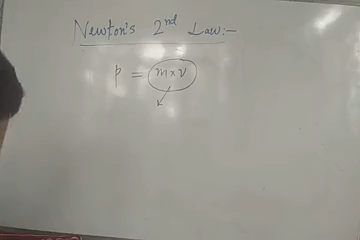 Newton's 2nd Law:-
p = m x v